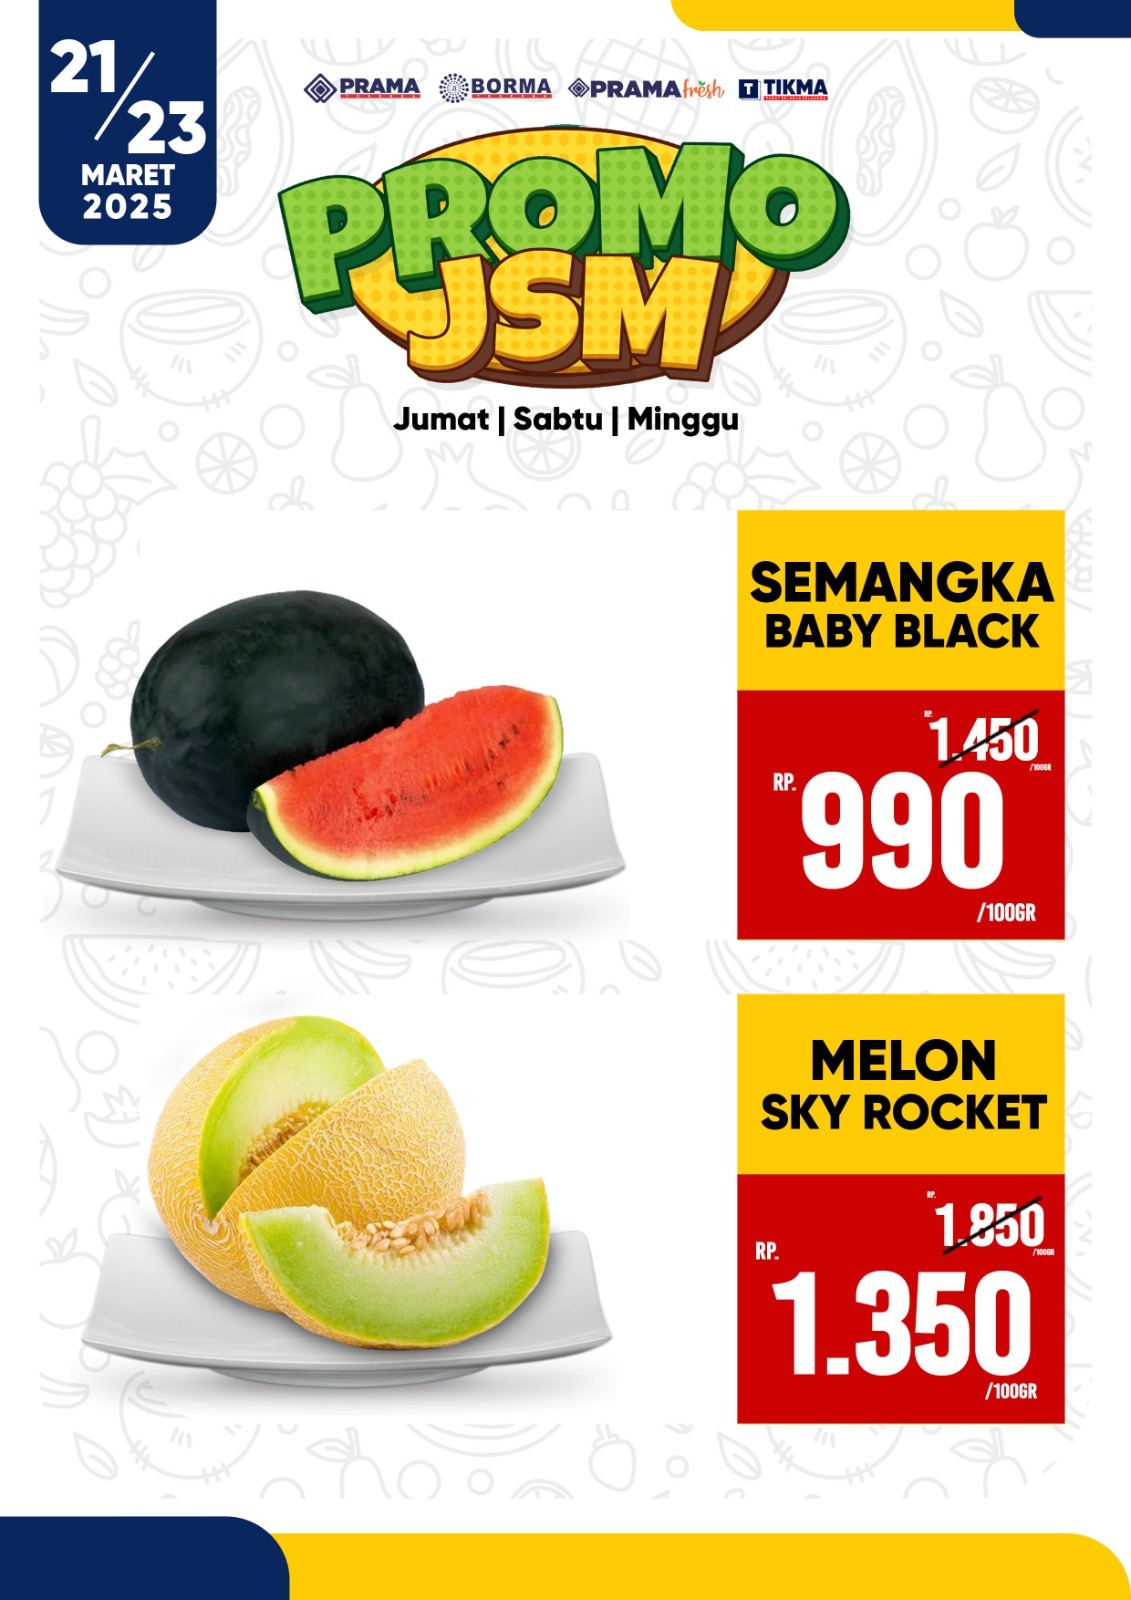 21/23
MARET
2025
PRAMA
BORMA
PRAMA fresh
T TIKMA
PROMO
JSM
Jumat | Sabtu | Minggu
SEMANGKA
BABY BLACK
RP. 1.450 /100GR
RP. 990
/100GR
MELON
SKY ROCKET
RP. 1.850 /100GR
RP. 1.350
/100GR